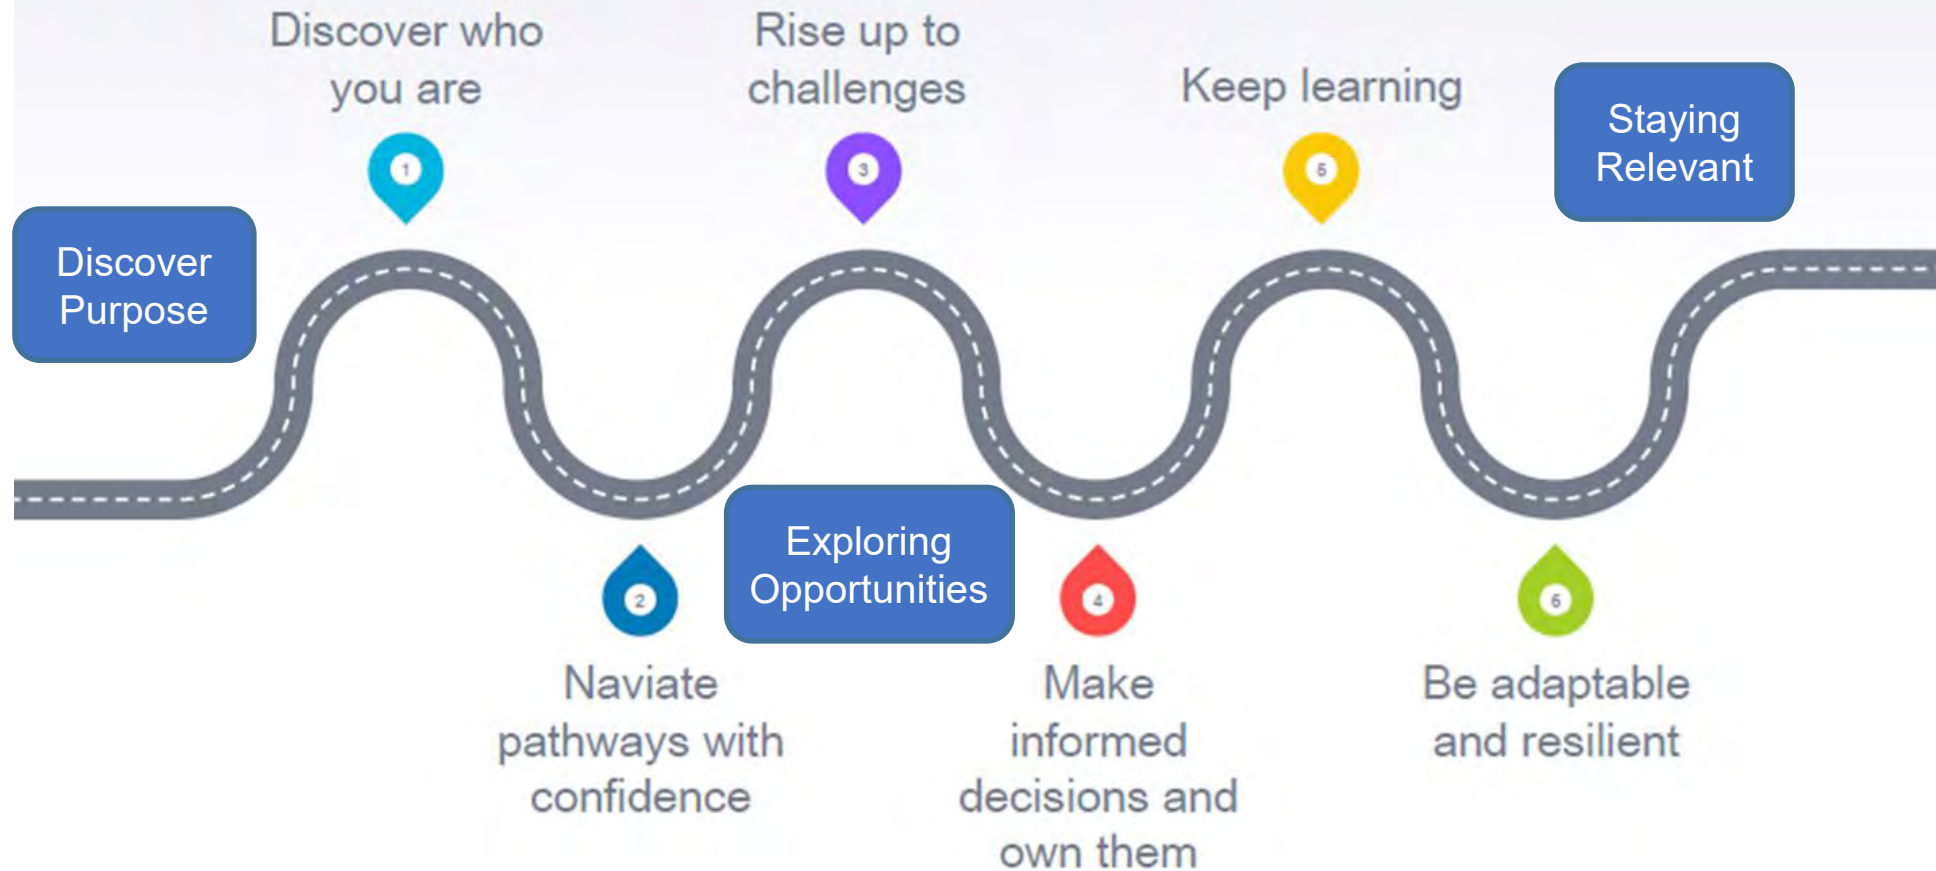 Discover who
you are
Rise up to
challenges
Keep learning
Staying
Relevant
1
3
5
Discover
Purpose
Exploring
Opportunities
2
4
6
Naviate
pathways with
confidence
Make
informed
decisions and
own them
Be adaptable
and resilient